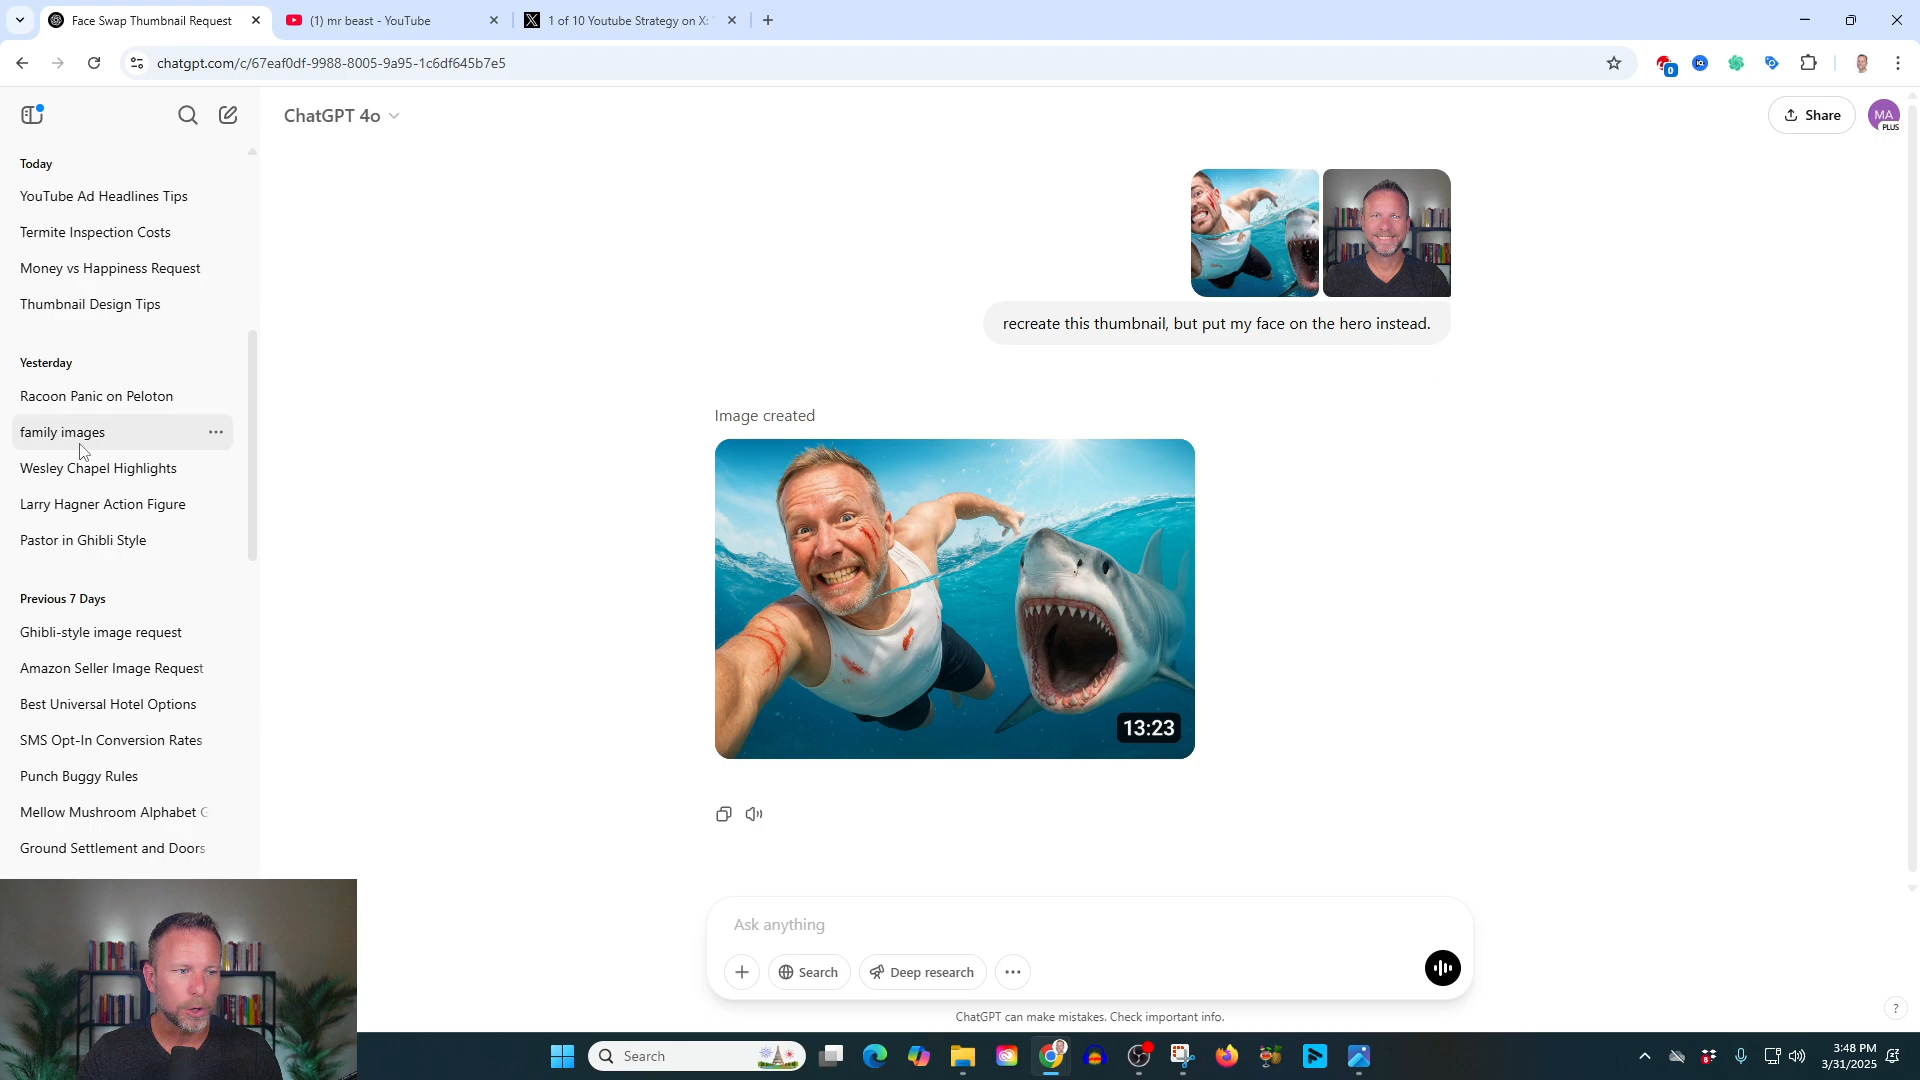 Face Swap Thumbnail Request
(1) mr beast - YouTube
1 of 10 Youtube Strategy on X:
chatgpt.com/c/67eaf0df-9988-8005-9a95-1c6df645b7e5
0
ChatGPT 4o
Share
MA
PLUS
Today
YouTube Ad Headlines Tips
Termite Inspection Costs
Money vs Happiness Request
Thumbnail Design Tips
Yesterday
Racoon Panic on Peloton
family images
Wesley Chapel Highlights
Larry Hagner Action Figure
Pastor in Ghibli Style
Previous 7 Days
Ghibli-style image request
Amazon Seller Image Request
Best Universal Hotel Options
SMS Opt-In Conversion Rates
Punch Buggy Rules
Mellow Mushroom Alphabet G
Ground Settlement and Doors
recreate this thumbnail, but put my face on the hero instead.
Image created
13:23
Ask anything
Search
Deep research
ChatGPT can make mistakes. Check important info.
?
Search
3:48 PM
3/31/2025